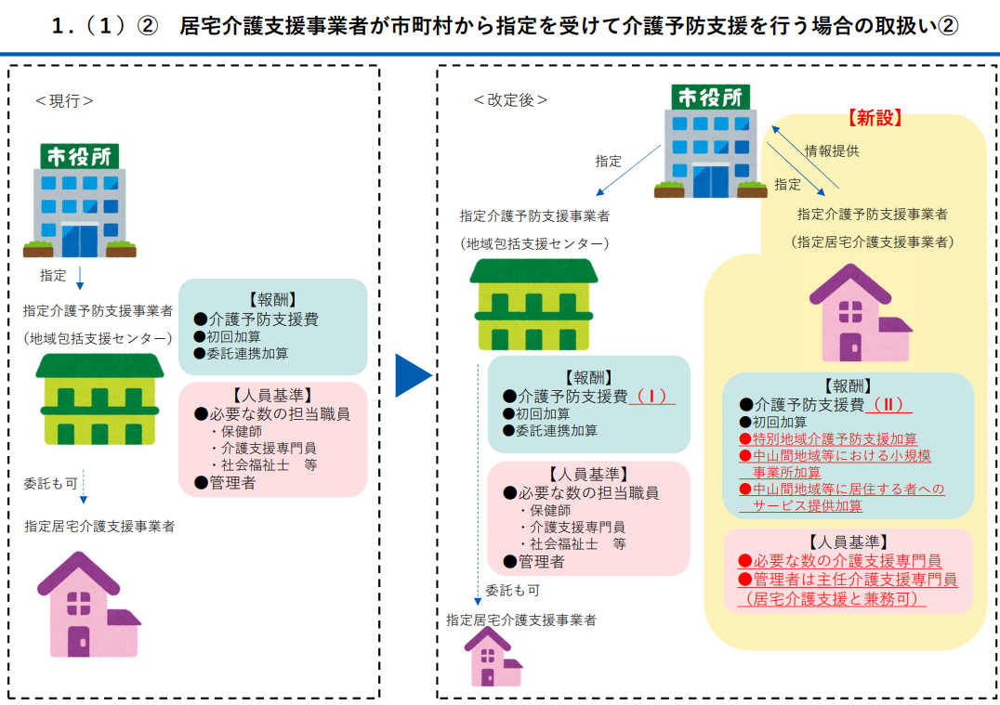 １.（１）②　居宅介護支援事業者が市町村から指定を受けて介護予防支援を行う場合の取扱い②
＜現行＞
市役所
指定
指定介護予防支援事業者
（地域包括支援センター）
【報酬】
●介護予防支援費
●初回加算
●委託連携加算
【人員基準】
●必要な数の担当職員
・保健師
・介護支援専門員
・社会福祉士　等
●管理者
委託も可
指定居宅介護支援事業者
＜改定後＞
市役所
指定
指定介護予防支援事業者
（地域包括支援センター）
【報酬】
●介護予防支援費（Ⅰ）
●初回加算
●委託連携加算
【人員基準】
●必要な数の担当職員
・保健師
・介護支援専門員
・社会福祉士　等
●管理者
委託も可
指定居宅介護支援事業者
【新設】
情報提供
指定
指定介護予防支援事業者
（指定居宅介護支援事業者）
【報酬】
●介護予防支援費（Ⅱ）
●初回加算
●特別地域介護予防支援加算
●中山間地域等における小規模
事業所加算
●中山間地域等に居住する者への
サービス提供加算
【人員基準】
●必要な数の介護支援専門員
●管理者は主任介護支援専門員
（居宅介護支援と兼務可）